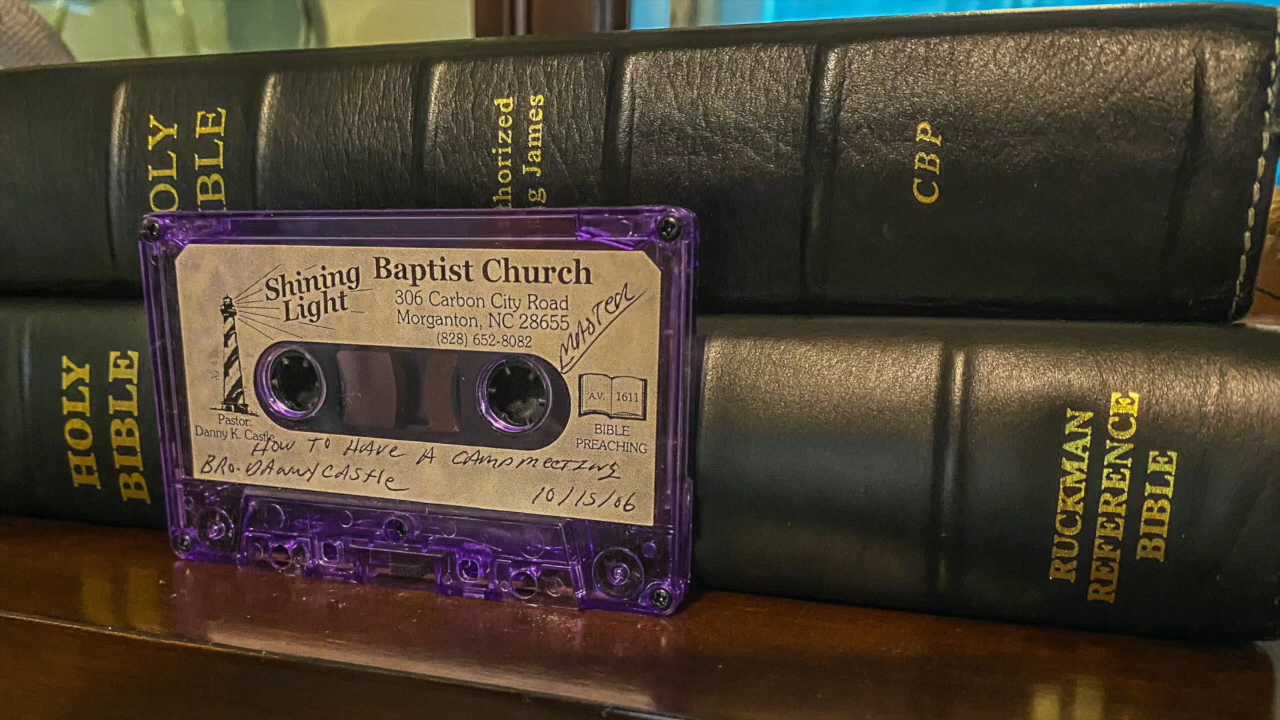 OLY
IBLE
thorized
g James
CBP
HOLY
BIBLE
RUCKMAN
REFERENCE
BIBLE
Shining
Light
Baptist Church
306 Carbon City Road
Morganton, NC 28655
(828) 652-8082
MASTER
A.V. 1611
BIBLE
PREACHING
Pastor:
Danny K. Castle
HOW TO HAVE A CAMPMEETING
BRO. DANNY CASTLE
10/15/06